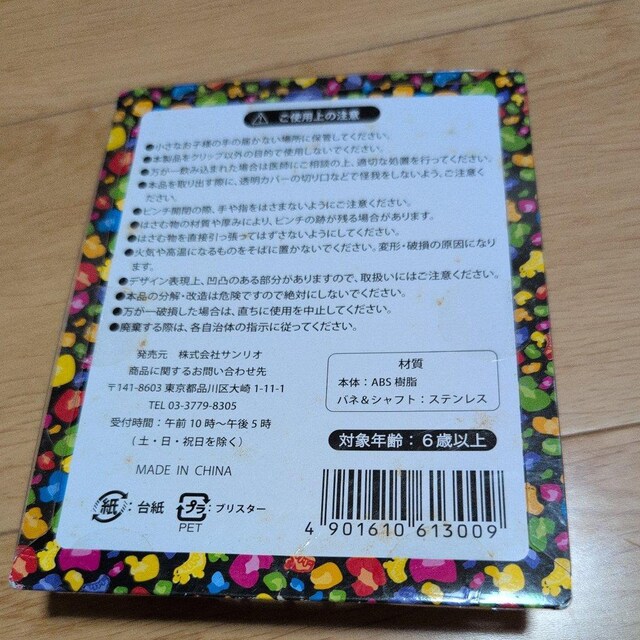 ご使用上の注意
●小さなお子様の手の届かない場所に保管してください。
●本製品をクリップ以外の目的で使用しないでください。
●万が一飲み込まれた場合は医師にご相談の上、適切な処置を行ってください。
●本品を取り出す際に、透明カバーの切り口などで怪我をしないよう、ご注意く
ださい。
●ピンチ開閉の際、手や指をはさまないようにご注意ください。
●はさむ物の材質や厚みにより、ピンチの跡が残る場合があります。
●はさむ物を直接引っ張ってはずさないようにしてください。
●火気や高温になるものをそばに置かないでください。変形・破損の原因になり
ます。
●デザイン表現上、凹凸のある部分がありますので、取扱いにはご注意ください。
●本品の分解・改造は危険ですので絶対にしないでください。
●万が一破損した場合は、直ちに使用を中止してください。
●廃棄する際は、各自治体の指示に従ってください。
発売元 株式会社サンリオ
商品に関するお問い合わせ先
〒141-8603 東京都品川区大崎 1-11-1
TEL 03-3779-8305
受付時間：午前 10 時～午後 5 時
(土・日・祝日を除く)
MADE IN CHINA
材質
本体：ABS 樹脂
バネ＆シャフト：ステンレス
対象年齢：6歳以上
紙：台紙
プラ：ブリスター
PET
4 901610 613009